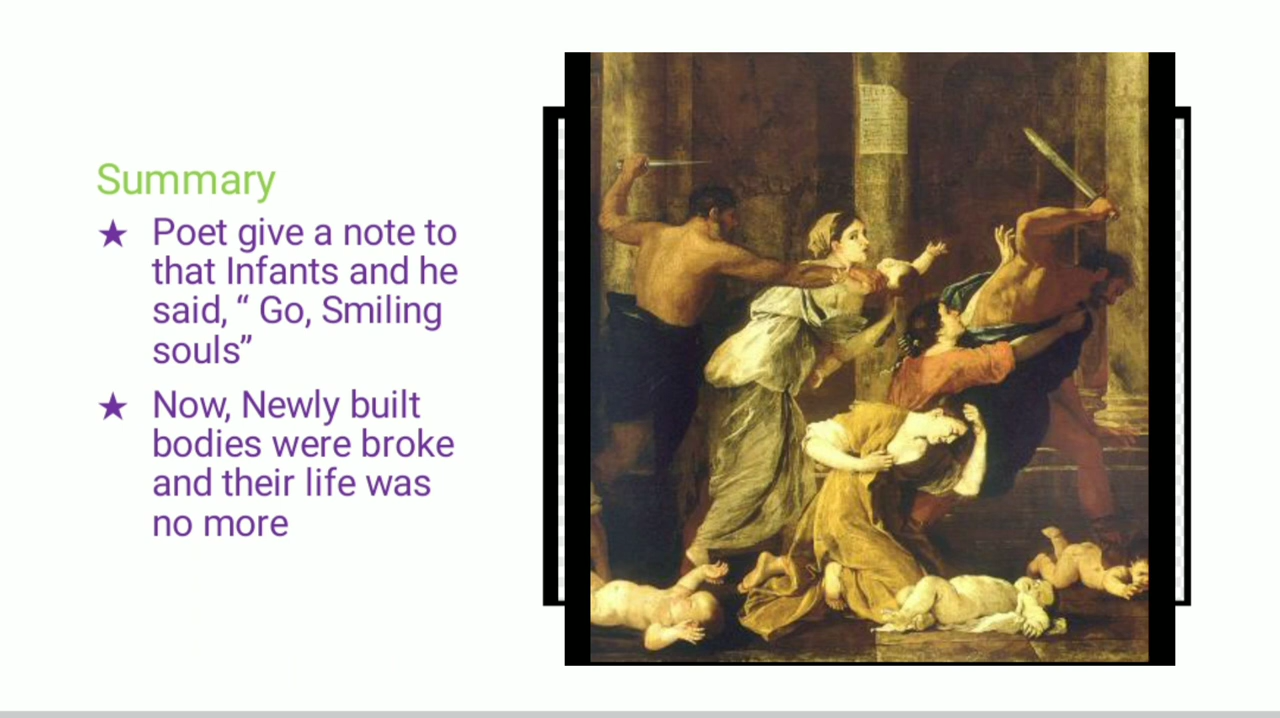 Summary
★ Poet give a note to
that Infants and he
said, “ Go, Smiling
souls”
★ Now, Newly built
bodies were broke
and their life was
no more